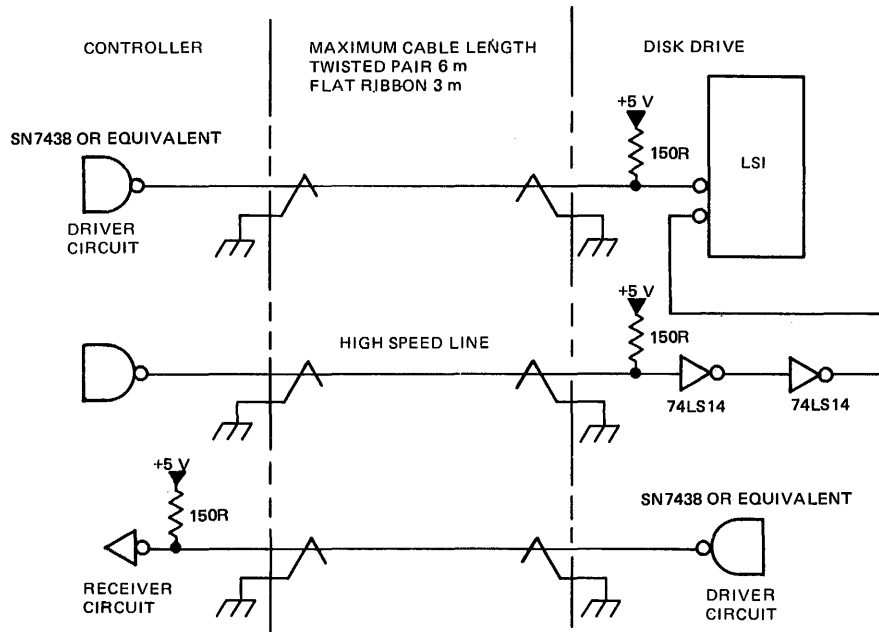 CONTROLLER
MAXIMUM CABLE LENGTH
TWISTED PAIR 6 m
FLAT RIBBON 3 m
DISK DRIVE
SN7438 OR EQUIVALENT
DRIVER
CIRCUIT
+5 V
150R
LSI
HIGH SPEED LINE
+5 V
150R
74LS14
74LS14
+5 V
150R
RECEIVER
CIRCUIT
SN7438 OR EQUIVALENT
DRIVER
CIRCUIT